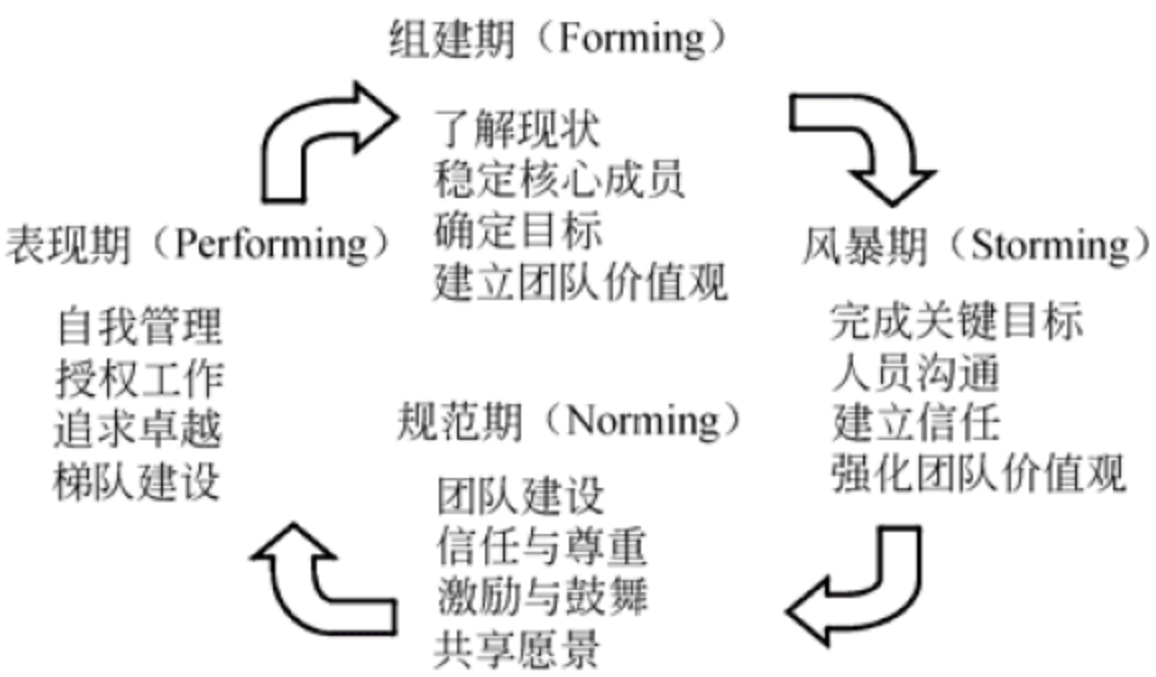 组建期（Forming）
了解现状
稳定核心成员
确定目标
建立团队价值观
风暴期（Storming）
完成关键目标
人员沟通
建立信任
强化团队价值观
规范期（Norming）
团队建设
信任与尊重
激励与鼓舞
共享愿景
表现期（Performing）
自我管理
授权工作
追求卓越
梯队建设